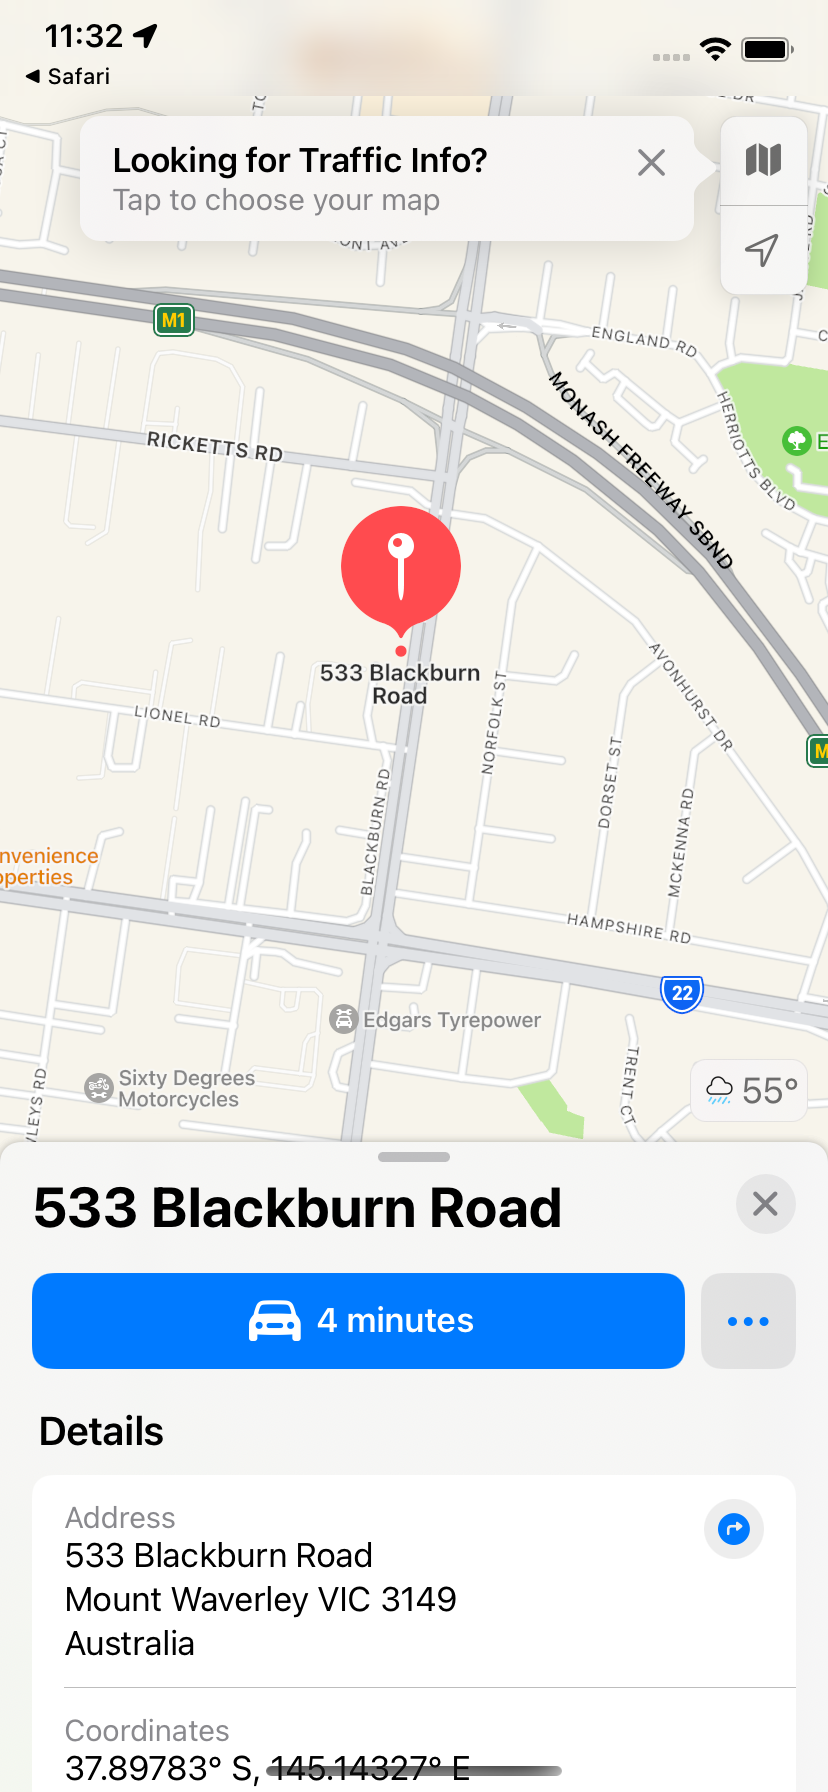 11:32
Safari
Looking for Traffic Info?
Tap to choose your map
M1
ENGLAND RD
MONASH FREEWAY SBND
HERRIOTTS BLVD
RICKETTS RD
533 Blackburn
Road
AVONHURST DR
NORFOLK ST
LIONEL RD
DORSET ST
MCKENNA RD
BLACKBURN RD
HAMPSHIRE RD
22
Edgars Tyrepower
Sixty Degrees
Motorcycles
TRENT CT
55°
533 Blackburn Road
4 minutes
Details
Address
533 Blackburn Road
Mount Waverley VIC 3149
Australia
Coordinates
37.89783° S, 145.14327° E